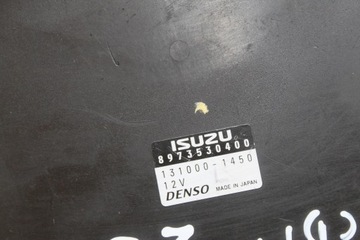 ISUZU
8973530400
131000-1450
12V
DENSO MADE IN JAPAN